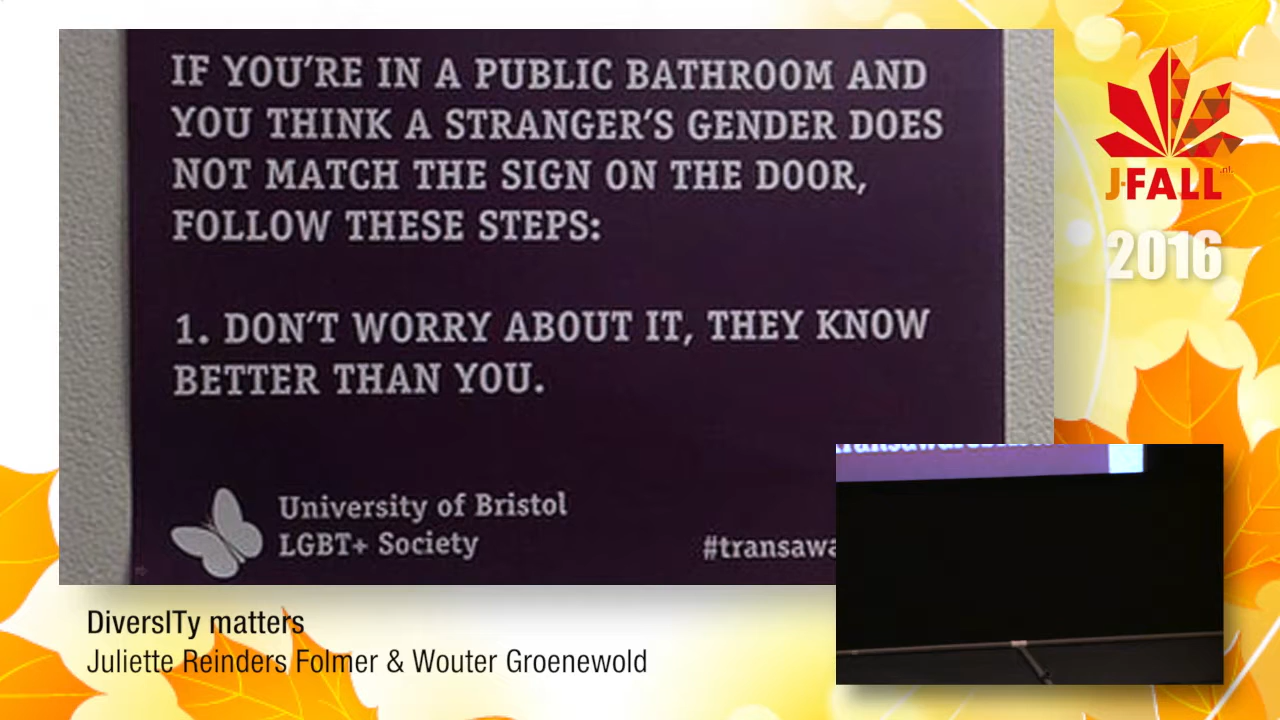 IF YOU'RE IN A PUBLIC BATHROOM AND
YOU THINK A STRANGER'S GENDER DOES
NOT MATCH THE SIGN ON THE DOOR,
FOLLOW THESE STEPS:
1. DON'T WORRY ABOUT IT, THEY KNOW
BETTER THAN YOU.
University of Bristol
LGBT+ Society
J-FALL
.nl
2016
DiversITy matters
Juliette Reinders Folmer & Wouter Groenewold